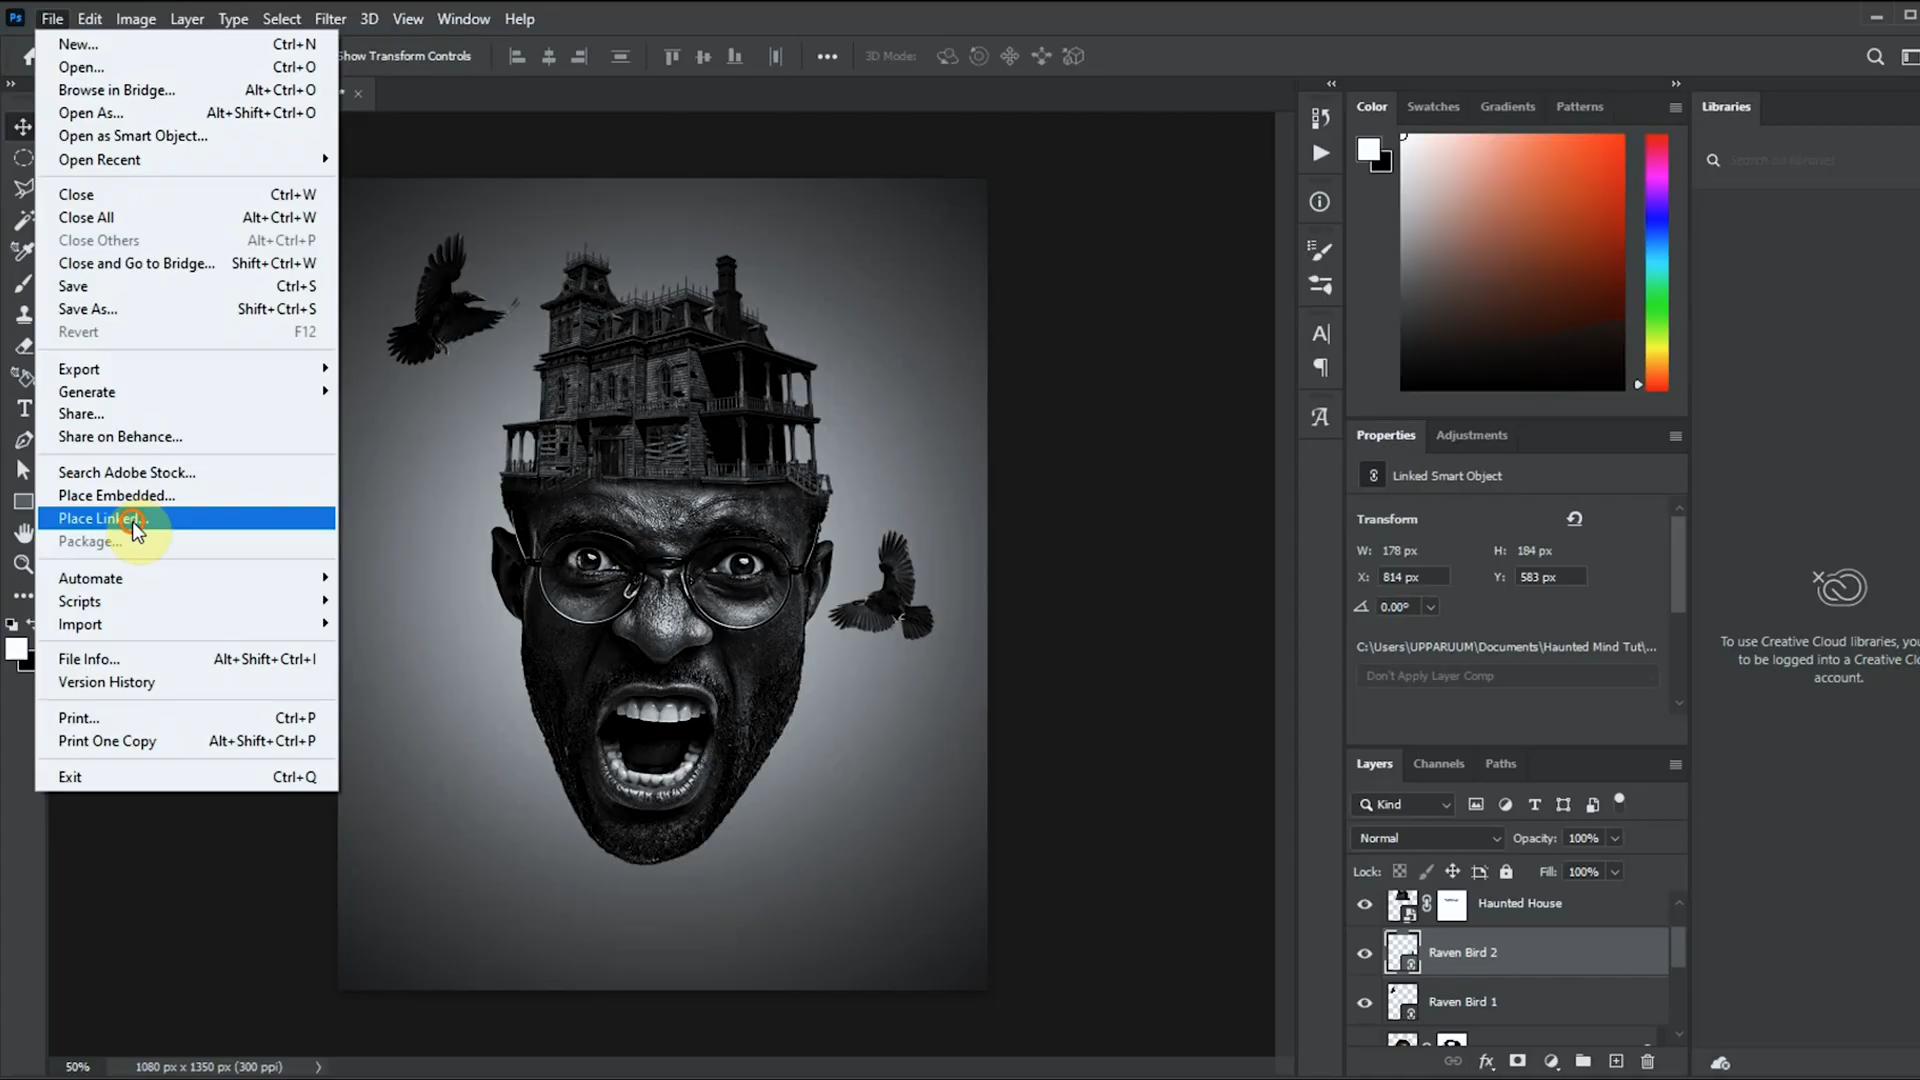 Ps File Edit Image Layer Type Select Filter 3D View Window Help
Show Transform Controls 3D Mode:
New... Ctrl+N
Open... Ctrl+O
Browse in Bridge... Alt+Ctrl+O
Open As... Alt+Shift+Ctrl+O
Open as Smart Object...
Open Recent
Close Ctrl+W
Close All Alt+Ctrl+W
Close Others Alt+Ctrl+P
Close and Go to Bridge... Shift+Ctrl+W
Save Ctrl+S
Save As... Shift+Ctrl+S
Revert F12
Export
Generate
Share...
Share on Behance...
Search Adobe Stock...
Place Embedded...
Place Linked...
Package...
Automate
Scripts
Import
File Info... Alt+Shift+Ctrl+I
Version History
Print... Ctrl+P
Print One Copy Alt+Shift+Ctrl+P
Exit Ctrl+Q
50% 1080 px x 1350 px (300 ppi)
Color Swatches Gradients Patterns
Properties Adjustments
Linked Smart Object
Transform
W: 178 px H: 184 px
X: 814 px Y: 583 px
0.00°
C:\Users\UPPARUUM\Documents\Haunted Mind Tut\...
Don't Apply Layer Comp
Layers Channels Paths
Kind
Normal Opacity: 100%
Lock: Fill: 100%
Haunted House
Raven Bird 2
Raven Bird 1
Libraries
To use Creative Cloud libraries, you
to be logged into a Creative Clo
account.